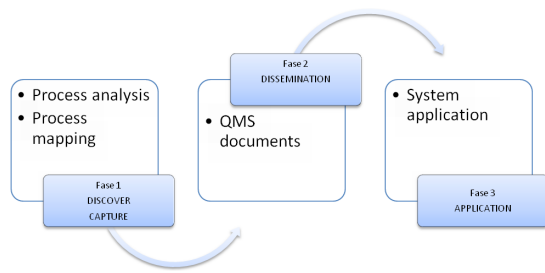 • Process analysis
• Process
mapping
Fase 1
DISCOVER
CAPTURE
Fase 2
DISSEMINATION
• QMS
documents
• System
application
Fase 3
APPLICATION